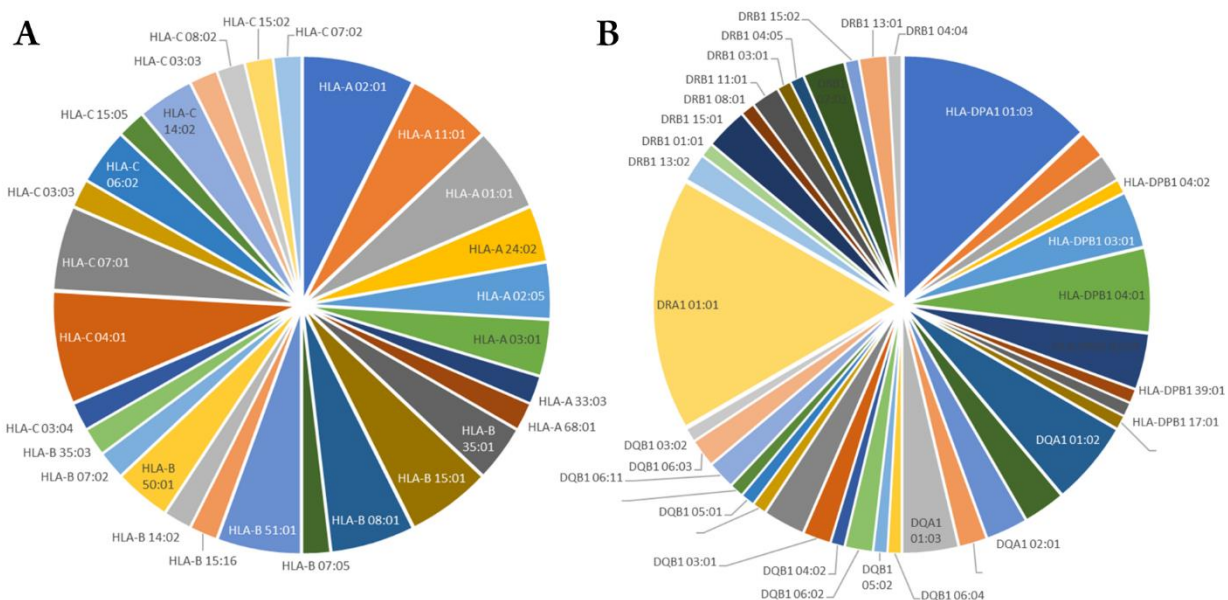 A
HLA-C 15:02
HLA-C 07:02
HLA-C 08:02
HLA-C 03:03
HLA-A 02:01
HLA-C 15:05
HLA-C
14:02
HLA-A 11:01
HLA-C
06:02
HLA-A 01:01
HLA-C 03:03
HLA-A 24:02
HLA-C 07:01
HLA-A 02:05
HLA-C 04:01
HLA-A 03:01
HLA-A 33:03
HLA-A 68:01
HLA-C 03:04
HLA-B
35:01
HLA-B 35:03
HLA-B 07:02
HLA-B
50:01
HLA-B 15:01
HLA-B 08:01
HLA-B 51:01
HLA-B 14:02
HLA-B 15:16
HLA-B 07:05
B
DRB1 15:02
DRB1 13:01
DRB1 04:04
DRB1 04:05
DRB1 03:01
DRB1 11:01
DRB1 08:01
DRB1 15:01
DRB1 01:01
DRB1 13:02
HLA-DPA1 01:03
HLA-DPB1 04:02
HLA-DPB1 03:01
DRA1 01:01
HLA-DPB1 04:01
HLA-DPB1 39:01
HLA-DPB1 17:01
DQA1 01:02
DQB1 03:02
DQB1 06:03
DQB1 06:11
DQB1 05:01
DQA1
01:03
DQA1 02:01
DQB1 03:01
DQB1 04:02
DQB1
05:02
DQB1 06:02
DQB1 06:04